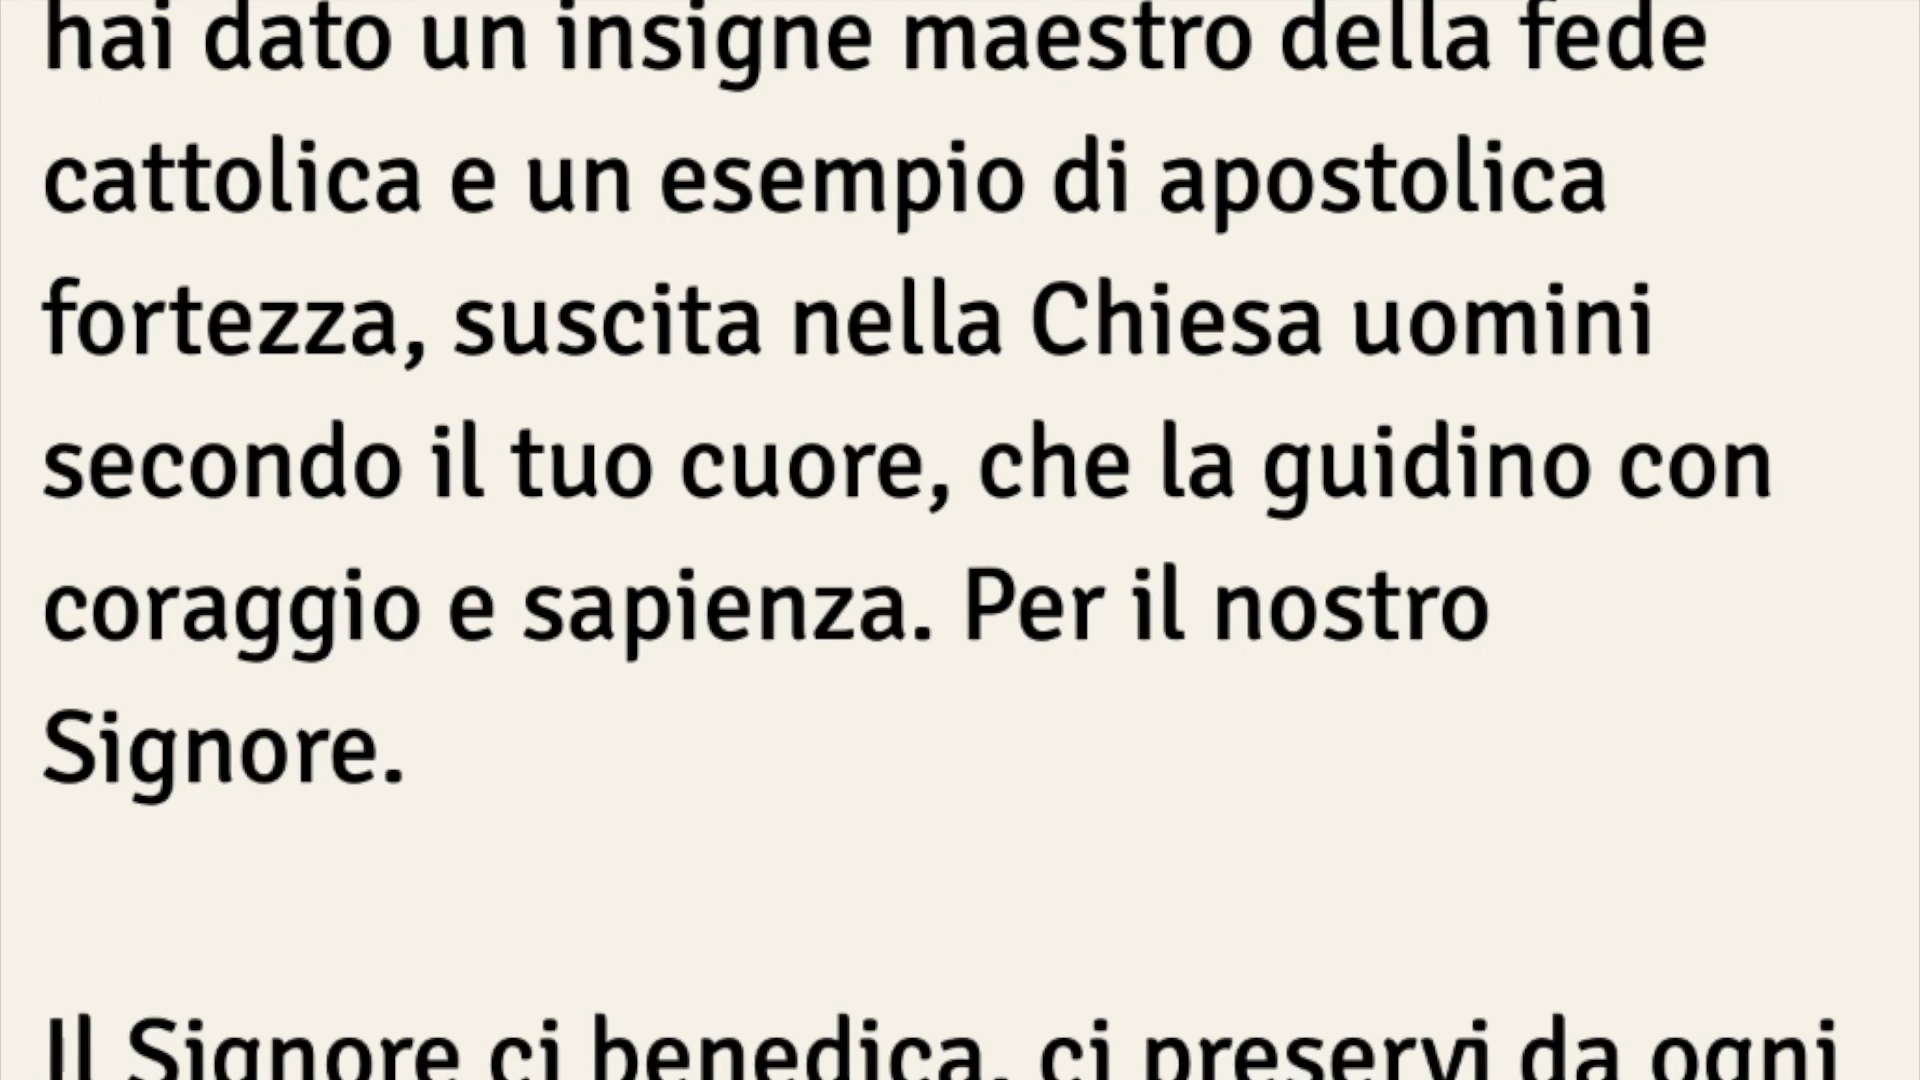 hai dato un insigne maestro della fede
cattolica e un esempio di apostolica
fortezza, suscita nella Chiesa uomini
secondo il tuo cuore, che la guidino con
coraggio e sapienza. Per il nostro
Signore.
Il Signore ci benedica, ci preservi da ogni